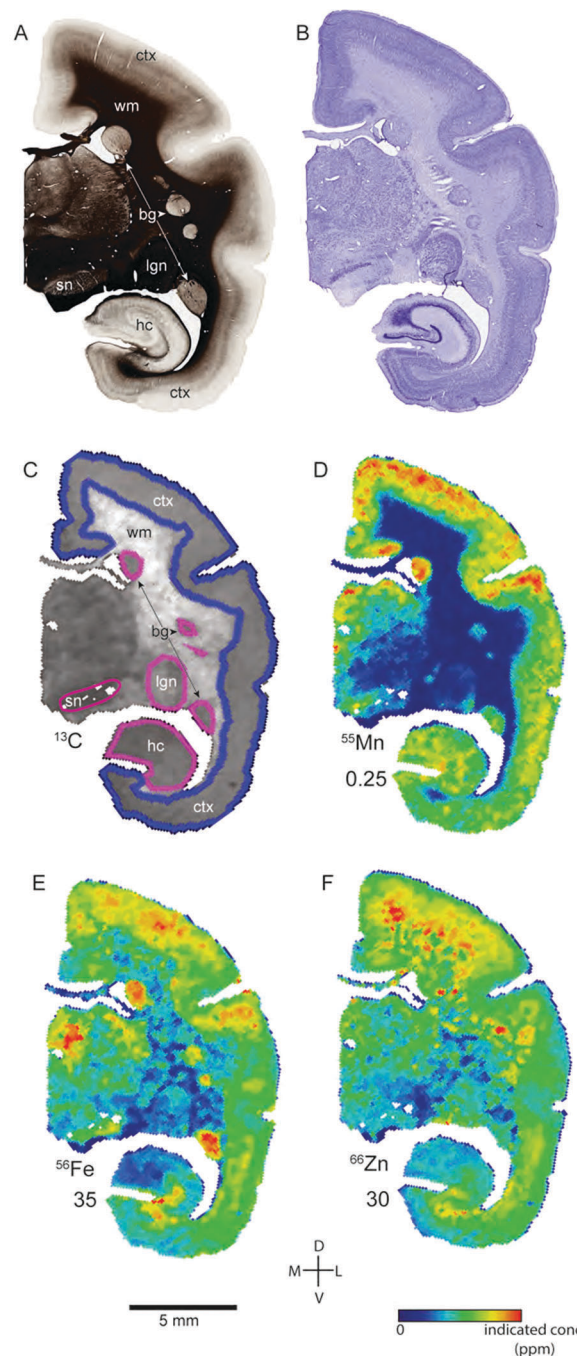 A
ctx
wm
bg
lgn
sn
hc
ctx
B
C
ctx
wm
bg
lgn
sn
13C
hc
ctx
D
55Mn
0.25
E
56Fe
35
F
66Zn
30
D
M L
V
5 mm
0 indicated conc
(ppm)